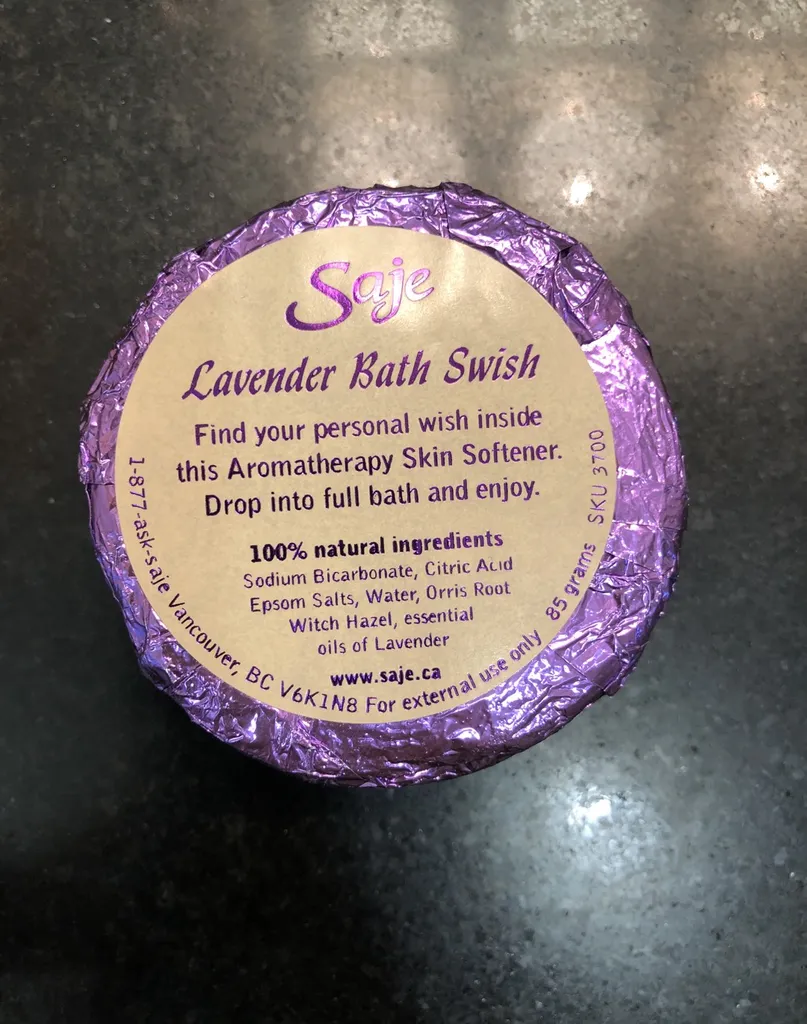 Saje
Lavender Bath Swish
Find your personal wish inside
this Aromatherapy Skin Softener.
Drop into full bath and enjoy.
100% natural ingredients
Sodium Bicarbonate, Citric Acid
Epsom Salts, Water, Orris Root
Witch Hazel, essential
oils of Lavender
www.saje.ca
1-877-ask-saje Vancouver, BC V6K1N8 For external use only 85 grams SKU 3700